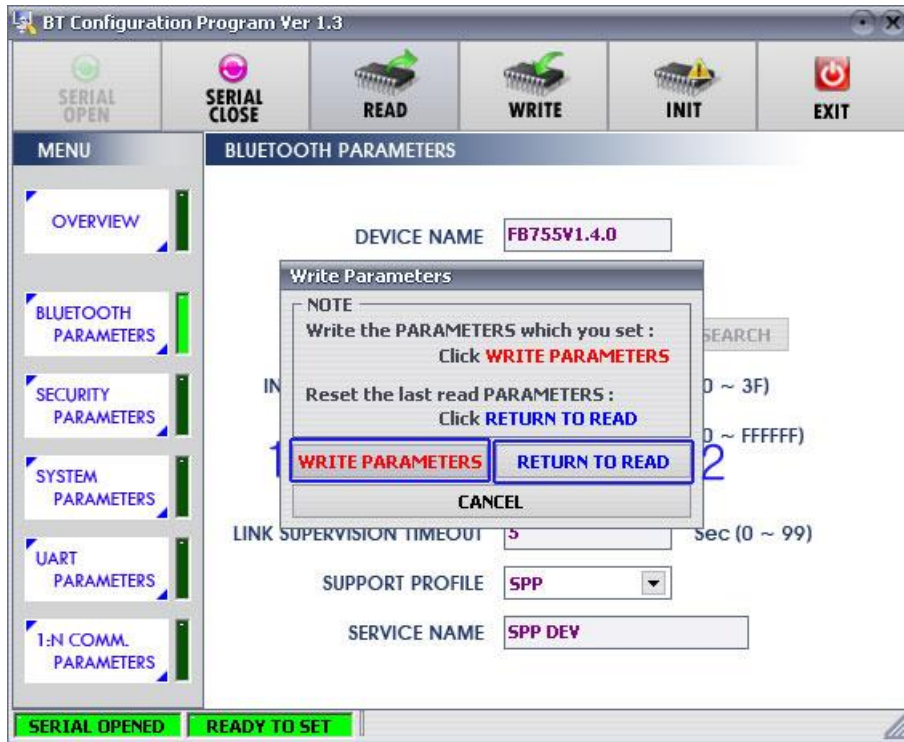 BT Configuration Program Ver 1.3
SERIAL OPEN
SERIAL CLOSE
READ
WRITE
INIT
EXIT
MENU
BLUETOOTH PARAMETERS
OVERVIEW
BLUETOOTH
PARAMETERS
SECURITY
PARAMETERS
SYSTEM
PARAMETERS
UART
PARAMETERS
1:N COMM.
PARAMETERS
DEVICE NAME FB755V1.4.0
Write Parameters
NOTE
Write the PARAMETERS which you set :
Click WRITE PARAMETERS
Reset the last read PARAMETERS :
Click RETURN TO READ
1 WRITE PARAMETERS RETURN TO READ 2
CANCEL
SEARCH
~ 3F)
~ FFFFFF)
LINK SUPERVISION TIMEOUT 5 Sec (0 ~ 99)
SUPPORT PROFILE SPP
SERVICE NAME SPP DEV
SERIAL OPENED READY TO SET